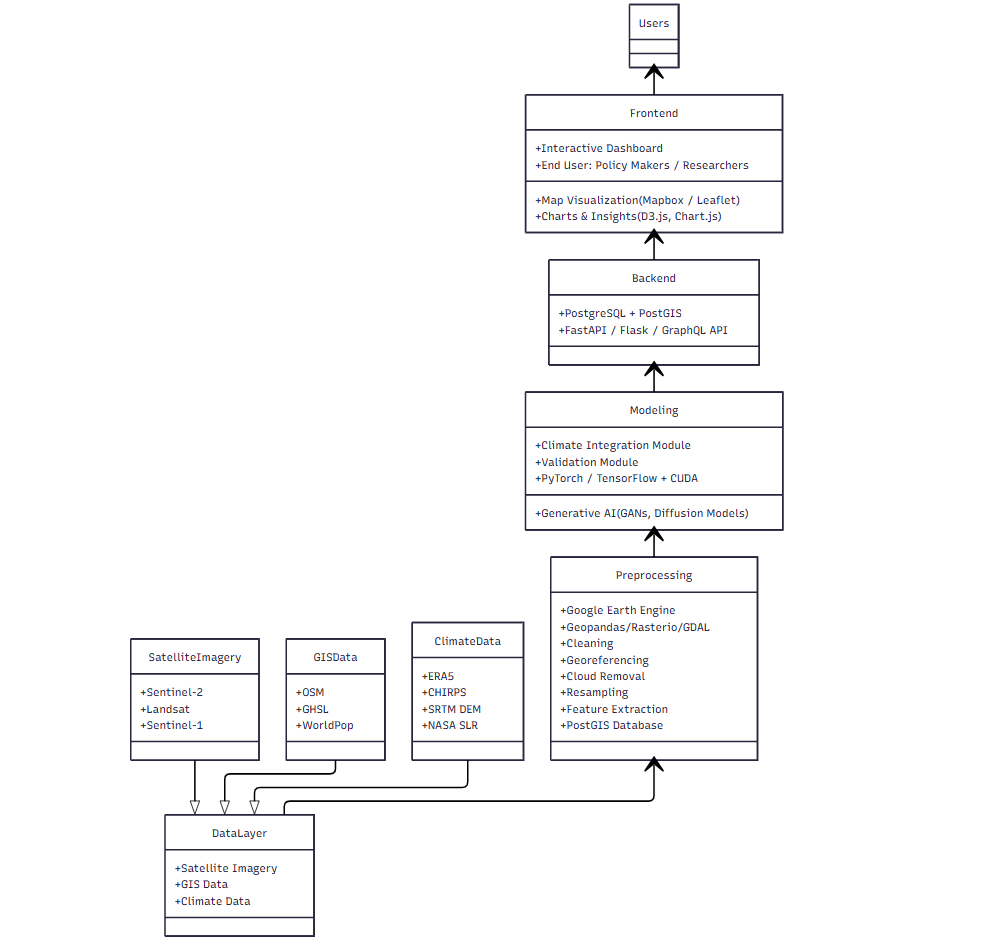 Users
Frontend
+Interactive Dashboard
+End User: Policy Makers / Researchers
+Map Visualization(Mapbox / Leaflet)
+Charts & Insights(D3.js, Chart.js)
Backend
+PostgreSQL + PostGIS
+FastAPI / Flask / GraphQL API
Modeling
+Climate Integration Module
+Validation Module
+PyTorch / TensorFlow + CUDA
+Generative AI(GANs, Diffusion Models)
Preprocessing
+Google Earth Engine
+Geopandas/Rasterio/GDAL
+Cleaning
+Georeferencing
+Cloud Removal
+Resampling
+Feature Extraction
+PostGIS Database
SatelliteImagery
+Sentinel-2
+Landsat
+Sentinel-1
GISData
+OSM
+GHSL
+WorldPop
ClimateData
+ERA5
+CHIRPS
+SRTM DEM
+NASA SLR
DataLayer
+Satellite Imagery
+GIS Data
+Climate Data